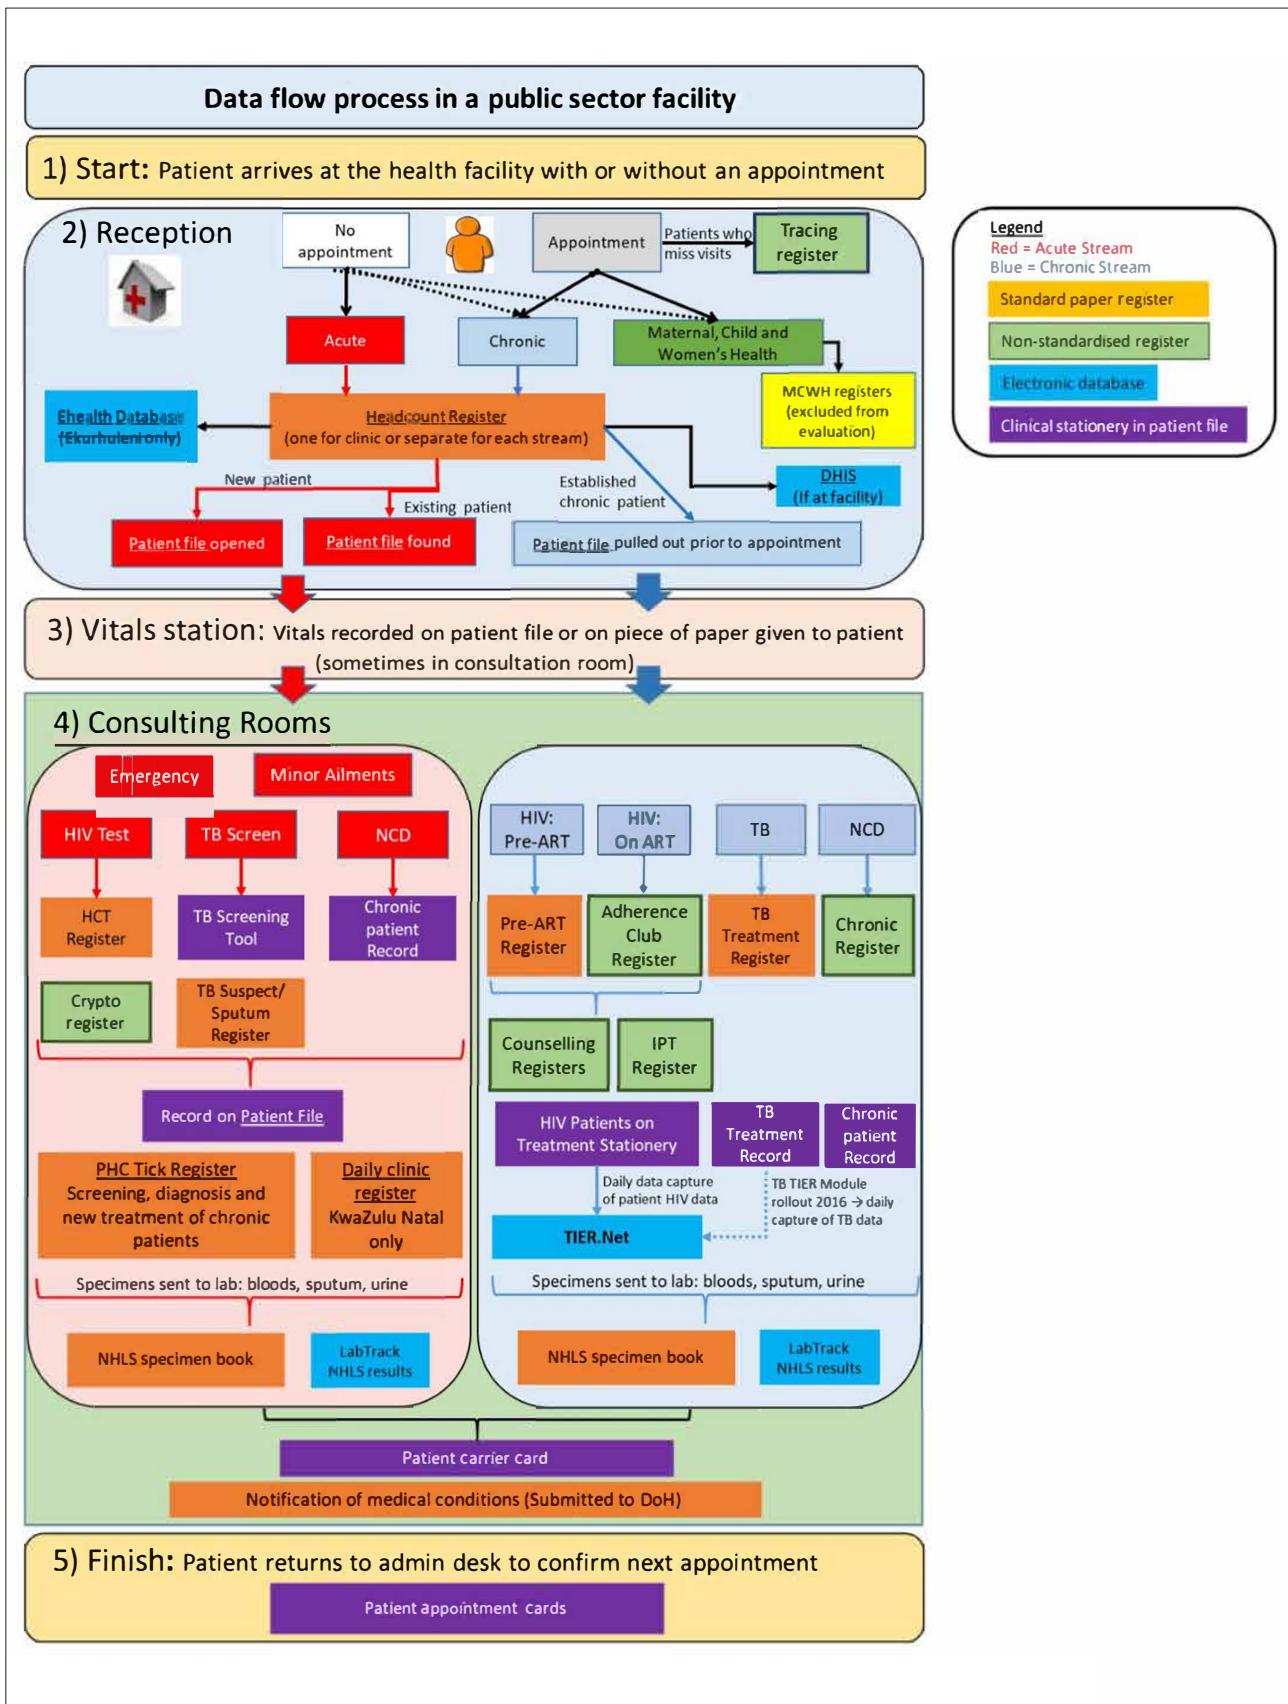 Data flow process in a public sector facility
1) Start: Patient arrives at the health facility with or without an appointment
2) Reception
No
appointment
Appointment
Patients who
miss visits
Tracing
register
Acute
Chronic
Maternal, Child and
Women's Health
Ehealth Database
(Ekurhuleni only)
Headcount Register
(one for clinic or separate for each stream)
MCWH registers
(excluded from
evaluation)
New patient
Existing patient
Established
chronic patient
DHIS
(If at facility)
Patient file opened
Patient file found
Patient file pulled out prior to appointment
3) Vitals station: Vitals recorded on patient file or on piece of paper given to patient
(sometimes in consultation room)
4) Consulting Rooms
Emergency
Minor Ailments
HIV Test
TB Screen
NCD
HCT
Register
TB Screening
Tool
Chronic
patient
Record
Crypto
register
TB Suspect/
Sputum
Register
Record on Patient File
PHC Tick Register
Screening, diagnosis and
new treatment of chronic
patients
Daily clinic
register
KwaZulu Natal
only
Specimens sent to lab: bloods, sputum, urine
NHLS specimen book
LabTrack
NHLS results
HIV:
Pre-ART
HIV:
On ART
TB
NCD
Pre-ART
Register
Adherence
Club
Register
TB
Treatment
Register
Chronic
Register
Counselling
Registers
IPT
Register
HIV Patients on
Treatment Stationery
TB
Treatment
Record
Chronic
patient
Record
Daily data capture
of patient HIV data
TB TIER Module
rollout 2016 → daily
capture of TB data
TIER.Net
Specimens sent to lab: bloods, sputum, urine
NHLS specimen book
LabTrack
NHLS results
Patient carrier card
Notification of medical conditions (Submitted to DoH)
5) Finish: Patient returns to admin desk to confirm next appointment
Patient appointment cards
Legend
Red = Acute Stream
Blue = Chronic Stream
Standard paper register
Non-standardised register
Electronic database
Clinical stationery in patient file